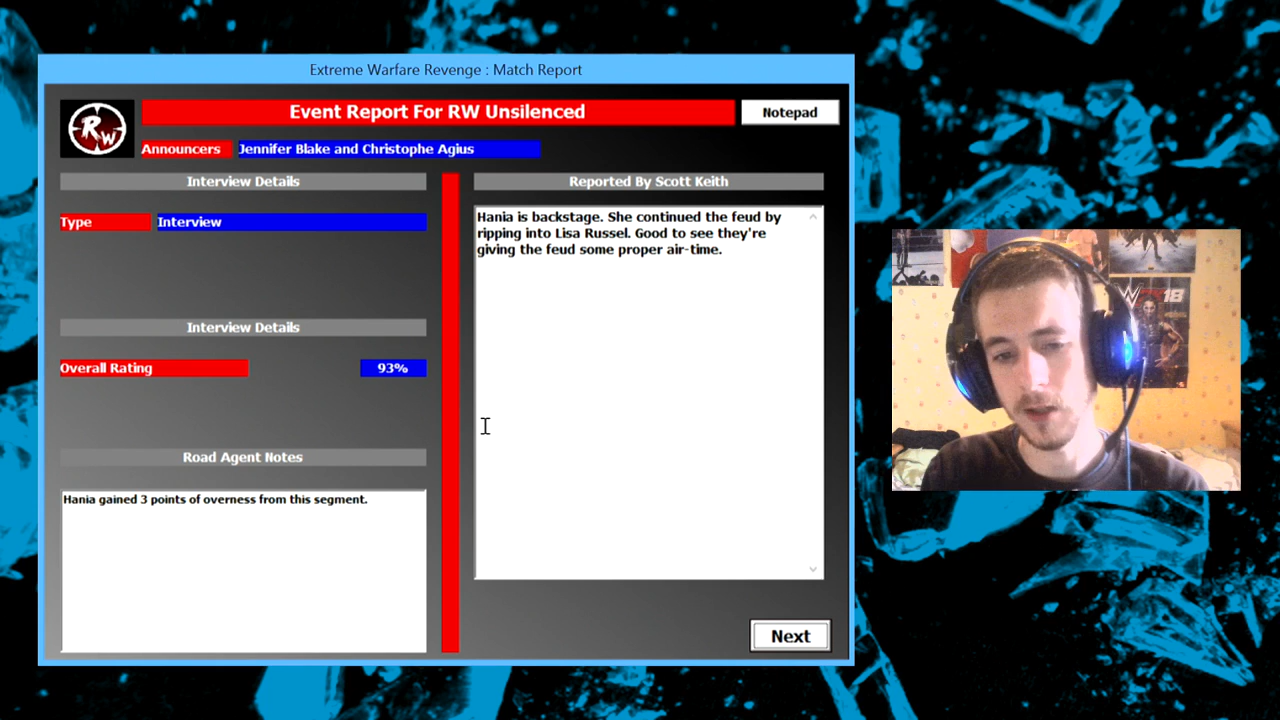 Extreme Warfare Revenge : Match Report
RW
Event Report For RW Unsilenced
Notepad
Announcers
Jennifer Blake and Christophe Agius
Interview Details
Reported By Scott Keith
Type
Interview
Hania is backstage. She continued the feud by
ripping into Lisa Russel. Good to see they're
giving the feud some proper air-time.
Interview Details
Overall Rating
93%
Road Agent Notes
Hania gained 3 points of overness from this segment.
Next
W 2K18